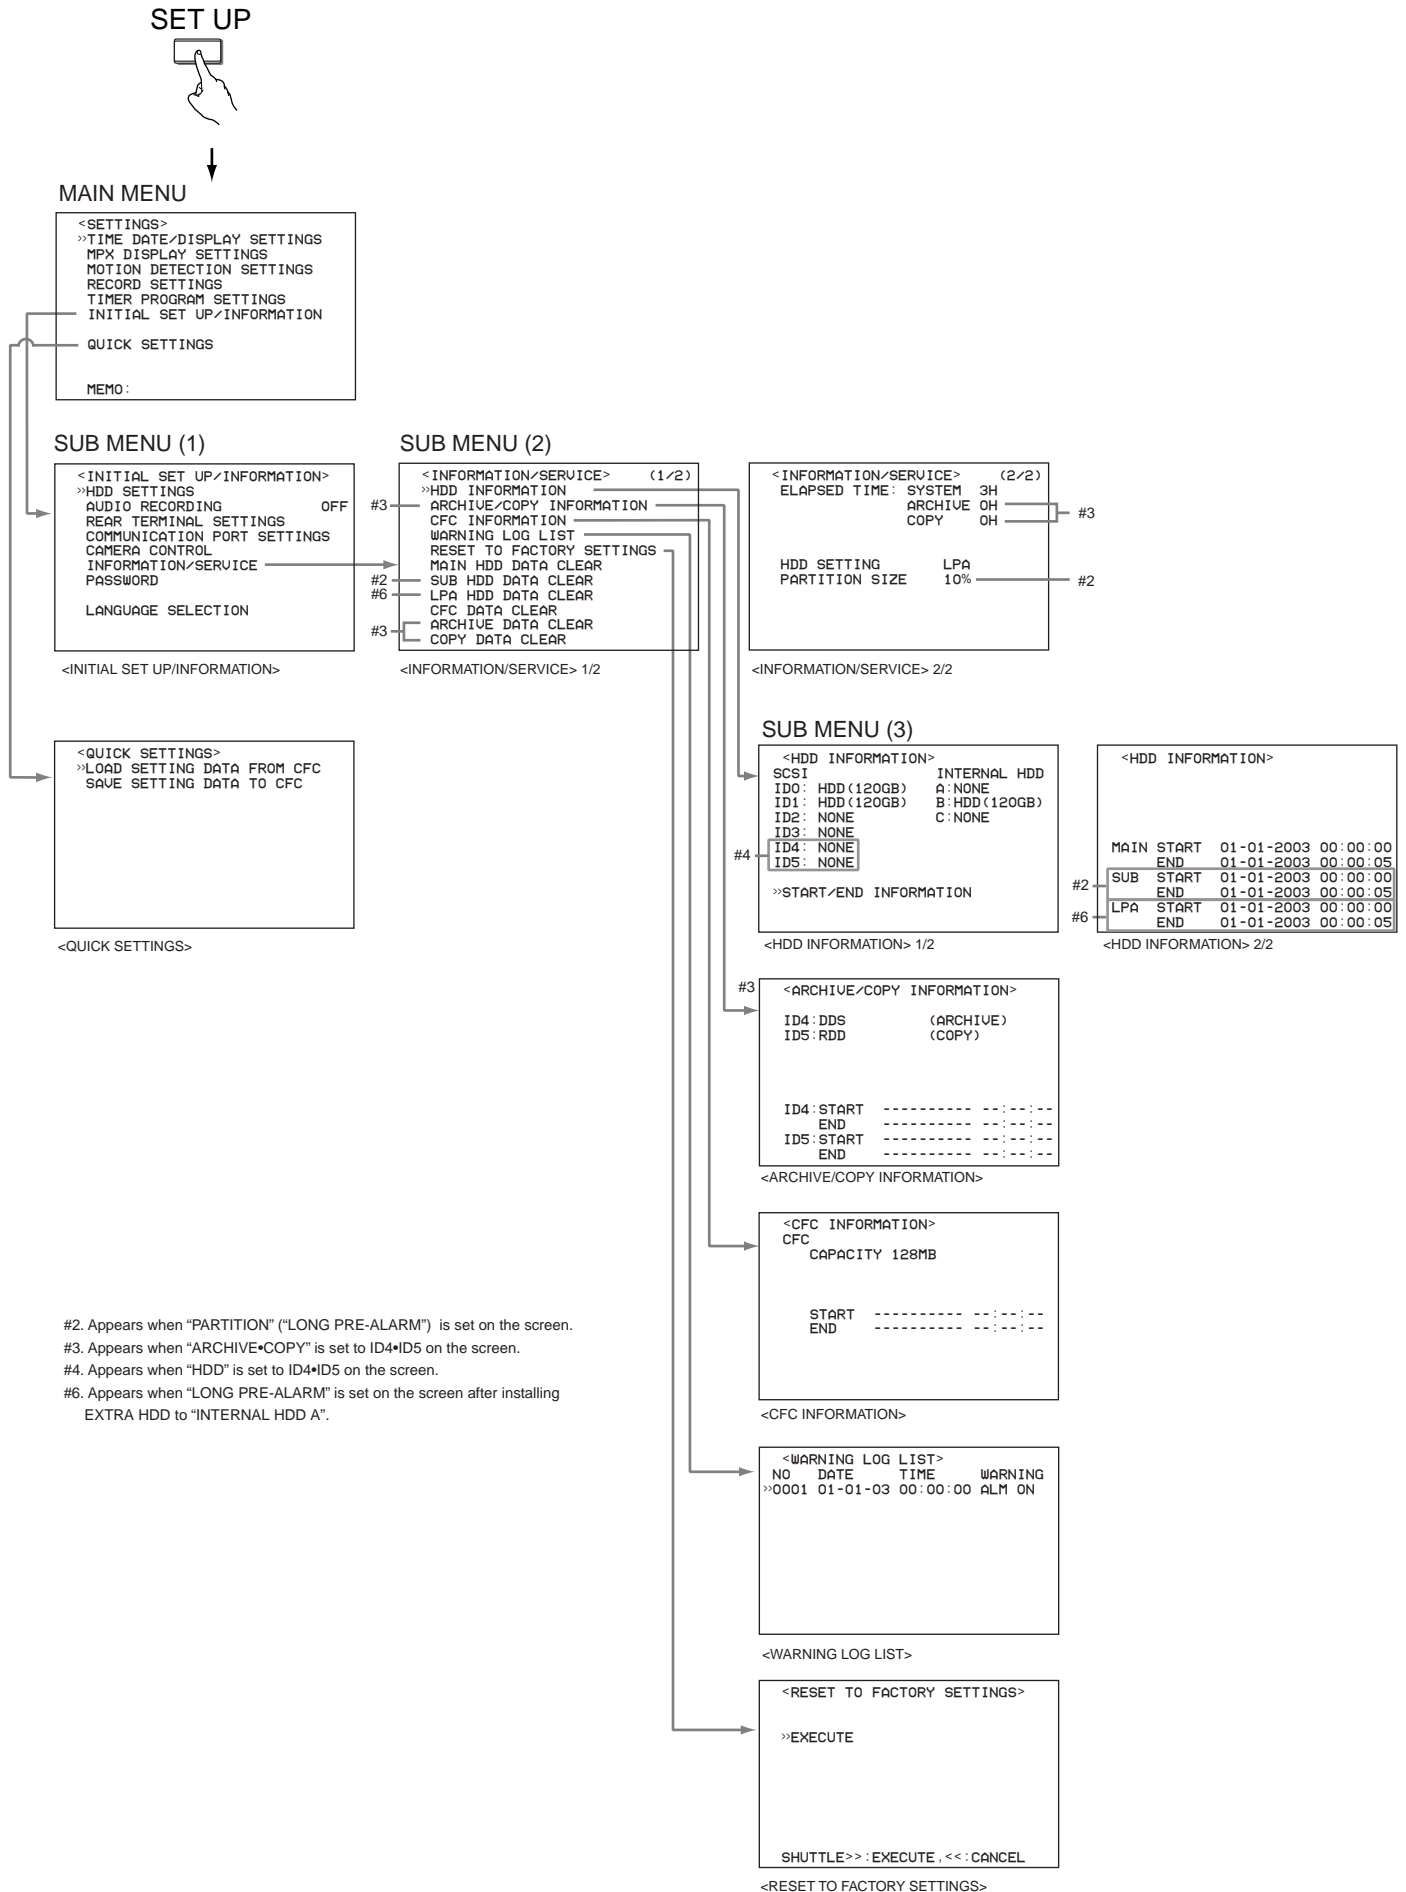 SET UP
MAIN MENU
<SETTINGS>
»TIME DATE/DISPLAY SETTINGS
MPX DISPLAY SETTINGS
MOTION DETECTION SETTINGS
RECORD SETTINGS
TIMER PROGRAM SETTINGS
INITIAL SET UP/INFORMATION
QUICK SETTINGS
MEMO:
SUB MENU (1)
<INITIAL SET UP/INFORMATION>
»HDD SETTINGS
AUDIO RECORDING OFF
REAR TERMINAL SETTINGS
COMMUNICATION PORT SETTINGS
CAMERA CONTROL
INFORMATION/SERVICE
PASSWORD
LANGUAGE SELECTION
<INITIAL SET UP/INFORMATION>
SUB MENU (2)
<INFORMATION/SERVICE> (1/2)
»HDD INFORMATION
#3 ARCHIVE/COPY INFORMATION
CFC INFORMATION
WARNING LOG LIST
RESET TO FACTORY SETTINGS
MAIN HDD DATA CLEAR
#2 SUB HDD DATA CLEAR
#6 LPA HDD DATA CLEAR
CFC DATA CLEAR
#3 ARCHIVE DATA CLEAR
COPY DATA CLEAR
<INFORMATION/SERVICE> 1/2
<INFORMATION/SERVICE> (2/2)
ELAPSED TIME: SYSTEM 3H
ARCHIVE 0H #3
COPY 0H
HDD SETTING LPA
PARTITION SIZE 10% #2
<INFORMATION/SERVICE> 2/2
<QUICK SETTINGS>
»LOAD SETTING DATA FROM CFC
SAVE SETTING DATA TO CFC
<QUICK SETTINGS>
SUB MENU (3)
<HDD INFORMATION>
SCSI INTERNAL HDD
ID0: HDD(120GB) A:NONE
ID1: HDD(120GB) B:HDD(120GB)
ID2: NONE C:NONE
ID3: NONE
#4 ID4: NONE
ID5: NONE
»START/END INFORMATION
<HDD INFORMATION> 1/2
<HDD INFORMATION>
MAIN START 01-01-2003 00:00:00
END 01-01-2003 00:00:05
#2 SUB START 01-01-2003 00:00:00
END 01-01-2003 00:00:05
#6 LPA START 01-01-2003 00:00:00
END 01-01-2003 00:00:05
<HDD INFORMATION> 2/2
#3 <ARCHIVE/COPY INFORMATION>
ID4:DDS (ARCHIVE)
ID5:RDD (COPY)
ID4:START ---------- --:--:--
END ---------- --:--:--
ID5:START ---------- --:--:--
END ---------- --:--:--
<ARCHIVE/COPY INFORMATION>
<CFC INFORMATION>
CFC
CAPACITY 128MB
START ---------- --:--:--
END ---------- --:--:--
<CFC INFORMATION>
#2. Appears when “PARTITION” (“LONG PRE-ALARM”) is set on the screen.
#3. Appears when “ARCHIVE•COPY” is set to ID4•ID5 on the screen.
#4. Appears when “HDD” is set to ID4•ID5 on the screen.
#6. Appears when “LONG PRE-ALARM” is set on the screen after installing
EXTRA HDD to “INTERNAL HDD A”.
<WARNING LOG LIST>
NO DATE TIME WARNING
»0001 01-01-03 00:00:00 ALM ON
<WARNING LOG LIST>
<RESET TO FACTORY SETTINGS>
»EXECUTE
SHUTTLE>>:EXECUTE,<<:CANCEL
<RESET TO FACTORY SETTINGS>